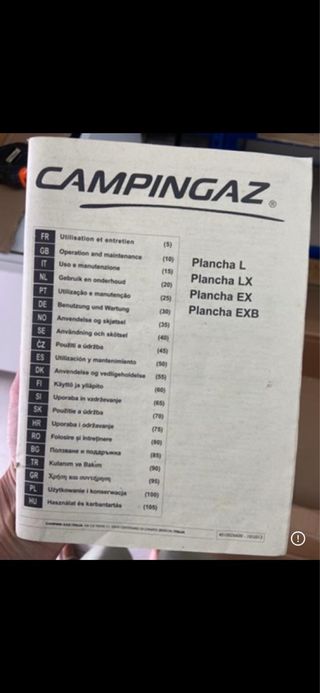 CAMPINGAZ ®
FR Utilisation et entretien (5)
GB Operation and maintenance (10)
IT Uso e manutenzione (15)
NL Gebruik en onderhoud (20)
PT Utilização e manutenção (25)
DE Benutzung und Wartung (30)
NO Anvendelse og skjøtsel (35)
SE Användning och skötsel (40)
CZ Použití a údržba (45)
ES Utilización y mantenimiento (50)
DK Anvendelse og vedligeholdelse (55)
FI Käyttö ja ylläpito (60)
SI Uporaba in vzdrževanje (65)
SK Použitie a údržba (70)
HR Uporaba i održavanje (75)
RO Folosire şi întreţinere (80)
BG Ползване и поддръжка (85)
TR Kullanım ve Bakım (90)
GR Χρήση και συντήρηση (95)
PL Użytkowanie i konserwacja (100)
HU Használat és karbantartás (105)
Plancha L
Plancha LX
Plancha EX
Plancha EXB